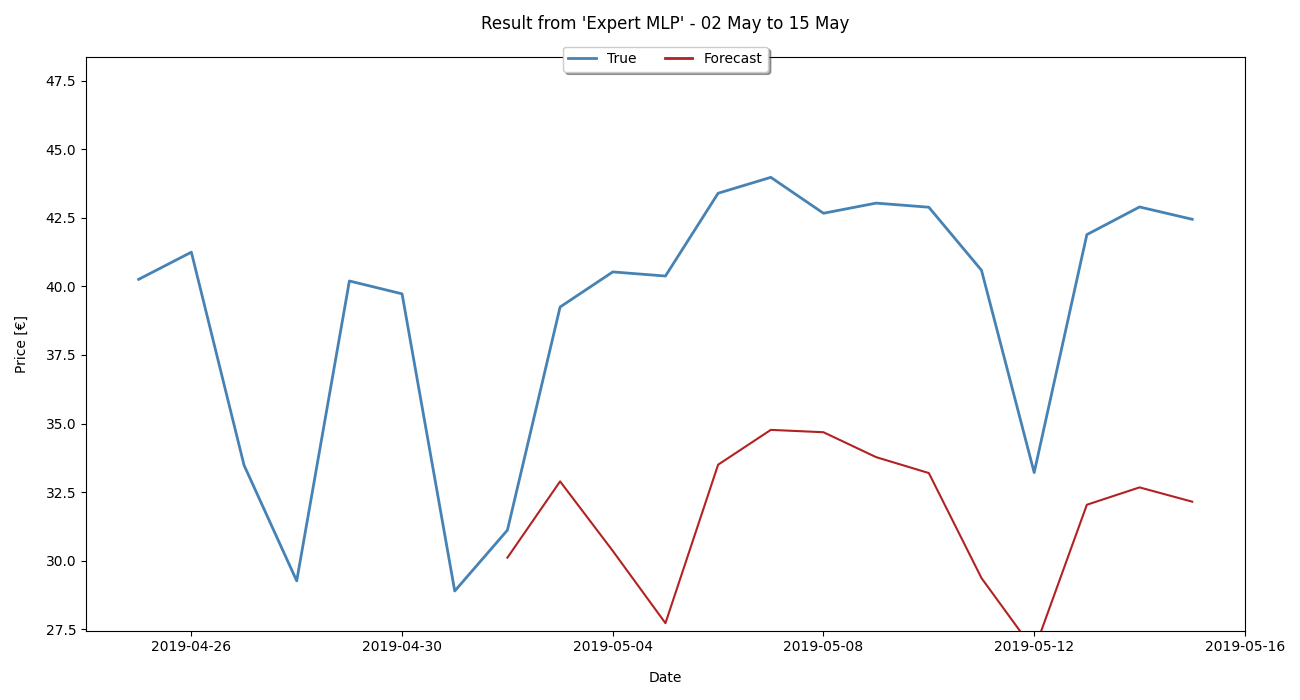 Result from 'Expert MLP' - 02 May to 15 May
True Forecast
47.5
45.0
42.5
40.0
37.5
35.0
32.5
30.0
27.5
Price [€]
2019-04-26 2019-04-30 2019-05-04 2019-05-08 2019-05-12 2019-05-16
Date